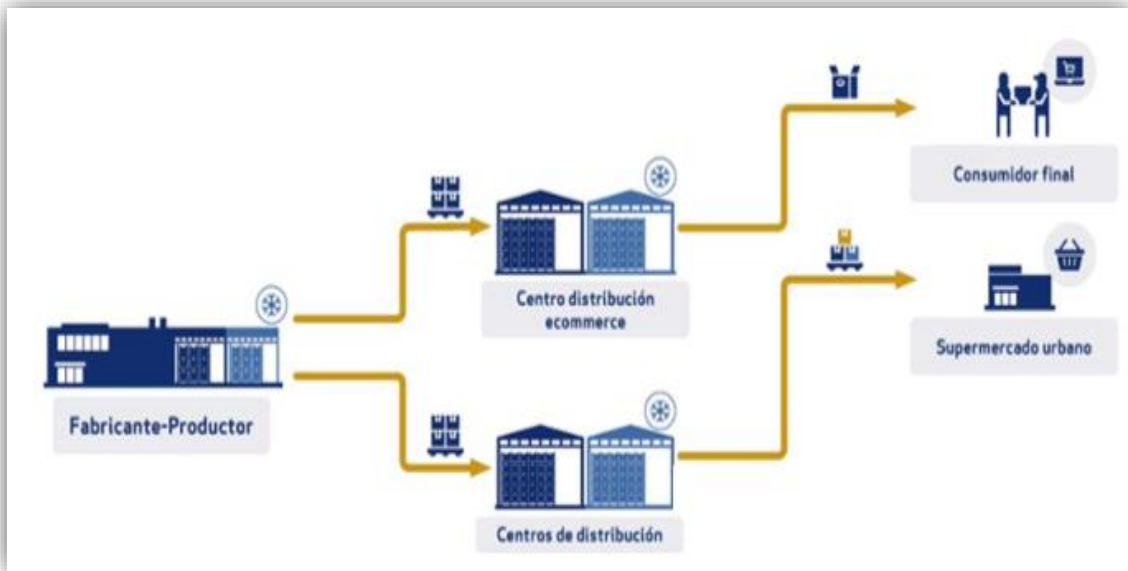 Consumidor final
Centro distribución
ecommerce
Supermercado urbano
Fabricante-Productor
Centros de distribución